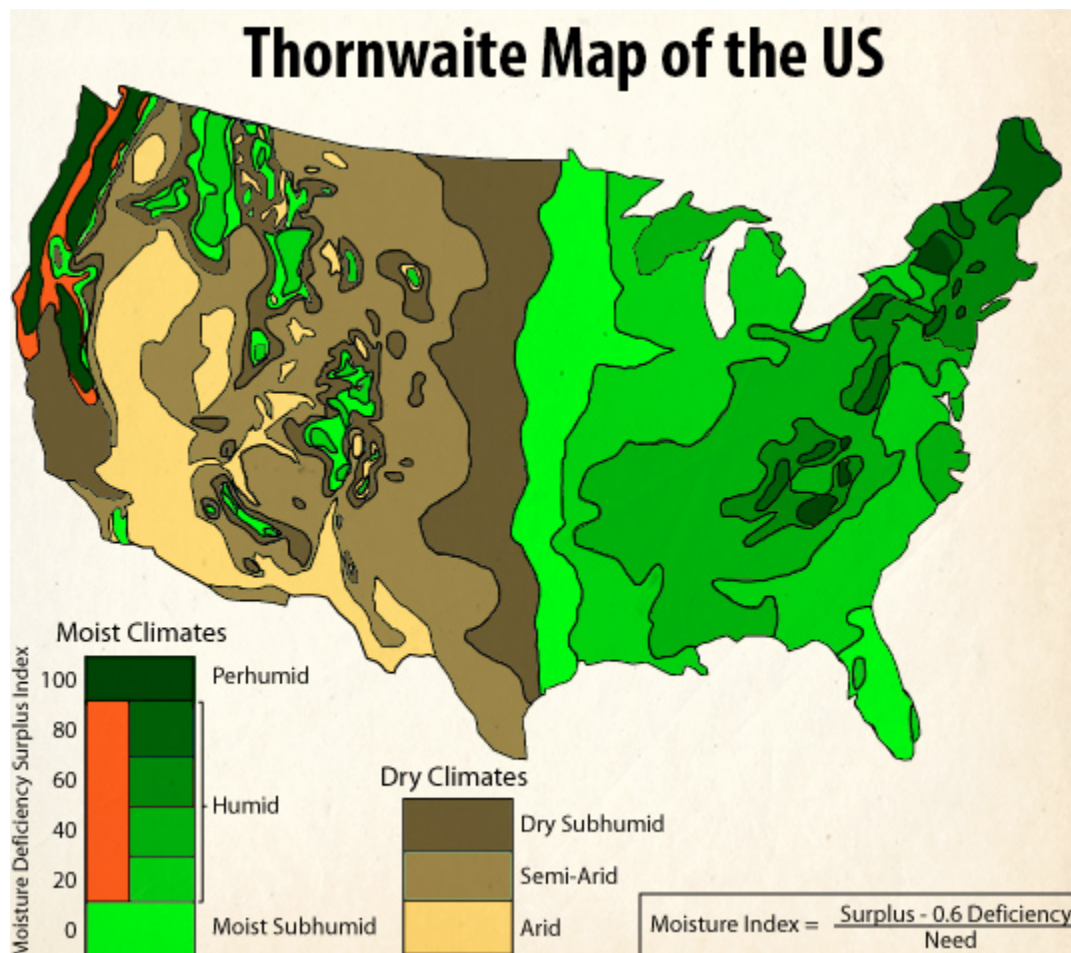 Thornwaite Map of the US
Moist Climates
Moisture Deficiency Surplus Index
100
80
60
40
20
0
Perhumid
Humid
Moist Subhumid
Dry Climates
Dry Subhumid
Semi-Arid
Arid
Moisture Index = Surplus - 0.6 Deficiency
Need